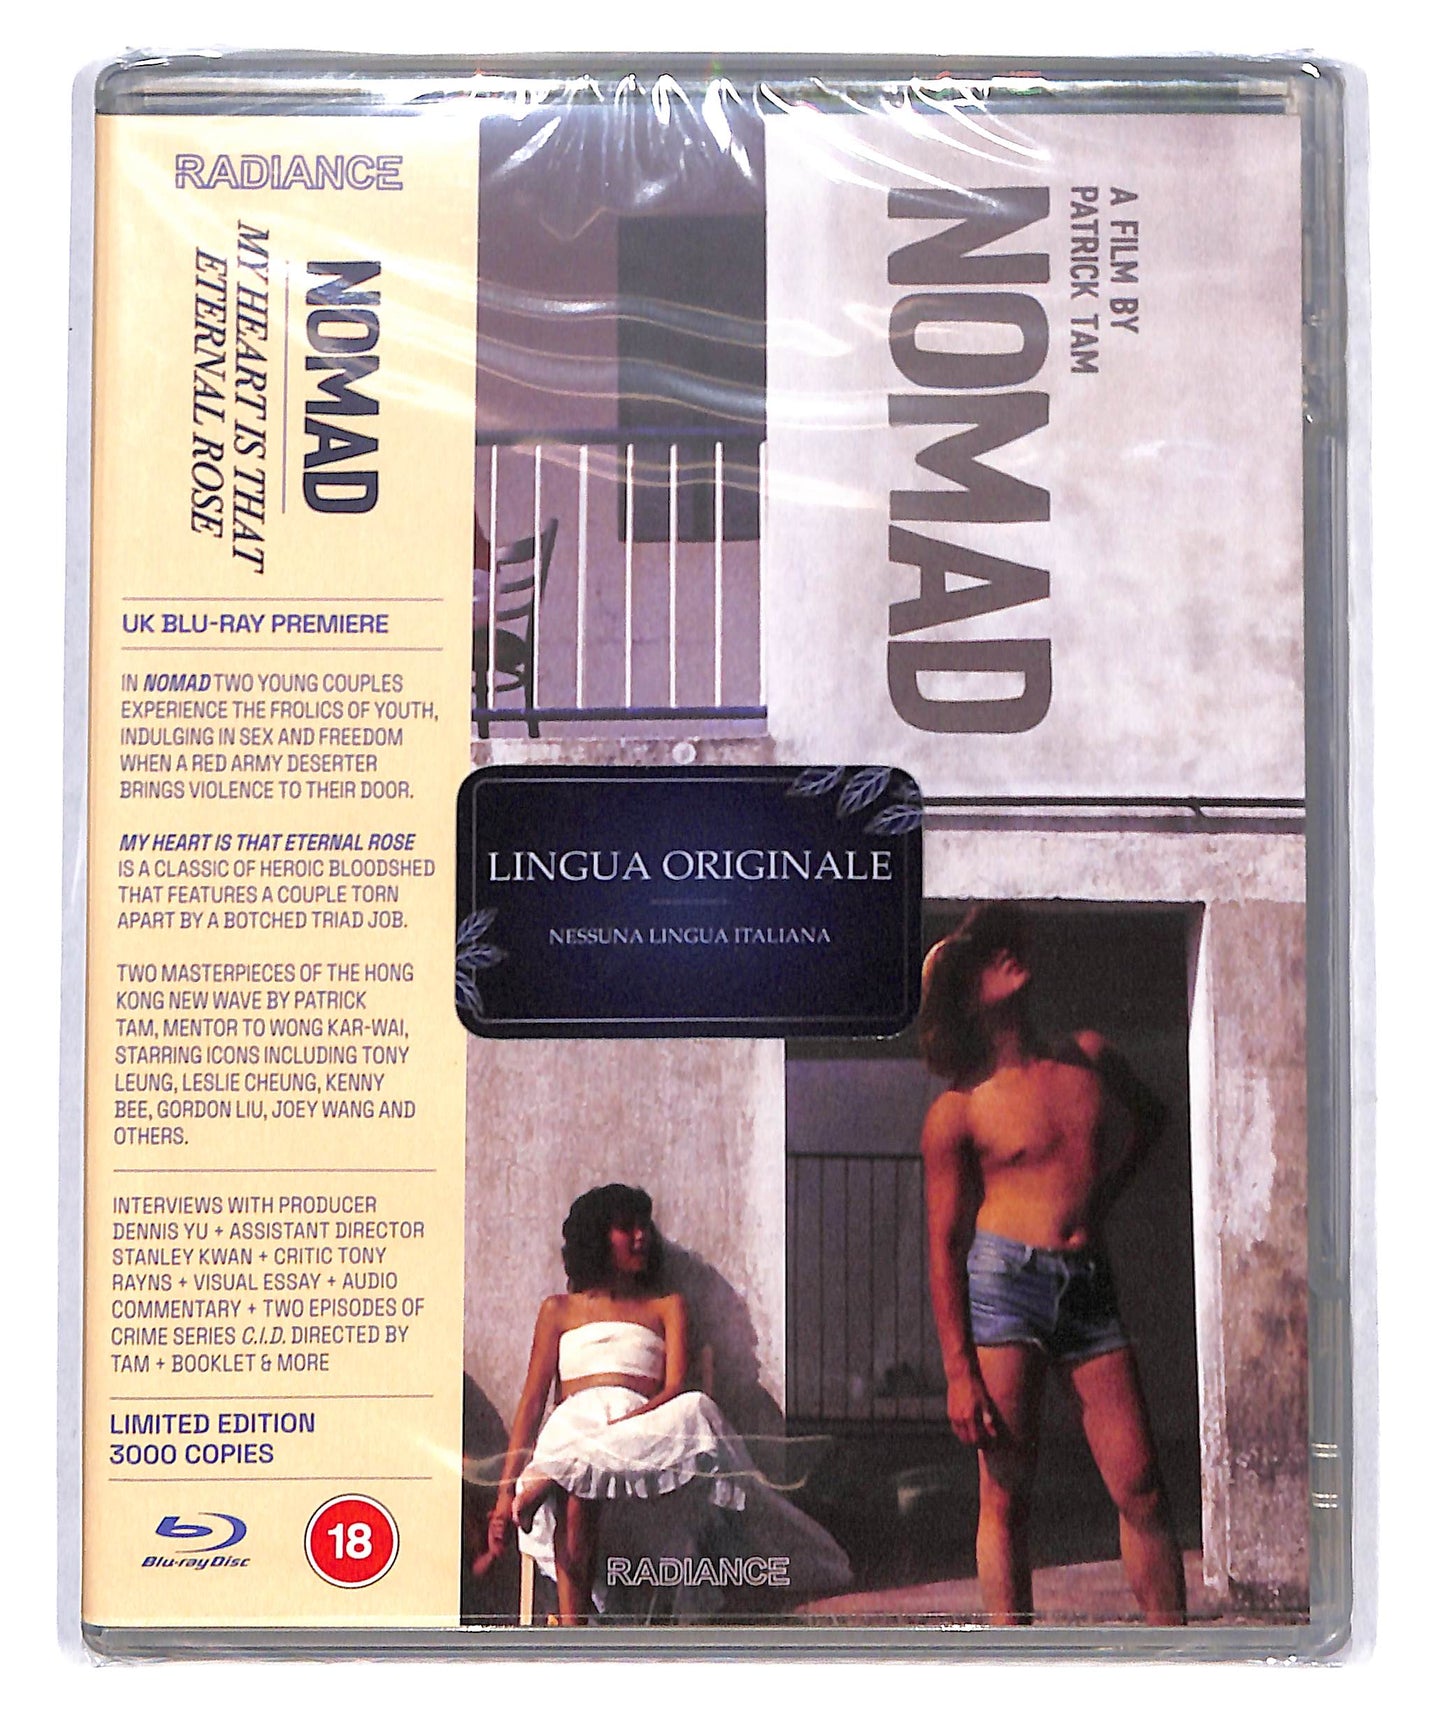 RADIANCE
NOMAD
MY HEART IS THAT
ETERNAL ROSE
UK BLU-RAY PREMIERE
IN NOMAD TWO YOUNG COUPLES
EXPERIENCE THE FROLICS OF YOUTH,
INDULGING IN SEX AND FREEDOM
WHEN A RED ARMY DESERTER
BRINGS VIOLENCE TO THEIR DOOR.
MY HEART IS THAT ETERNAL ROSE
IS A CLASSIC OF HEROIC BLOODSHED
THAT FEATURES A COUPLE TORN
APART BY A BOTCHED TRIAD JOB.
TWO MASTERPIECES OF THE HONG
KONG NEW WAVE BY PATRICK
TAM, MENTOR TO WONG KAR-WAI,
STARRING ICONS INCLUDING TONY
LEUNG, LESLIE CHEUNG, KENNY
BEE, GORDON LIU, JOEY WANG AND
OTHERS.
INTERVIEWS WITH PRODUCER
DENNIS YU + ASSISTANT DIRECTOR
STANLEY KWAN + CRITIC TONY
RAYNS + VISUAL ESSAY + AUDIO
COMMENTARY + TWO EPISODES OF
CRIME SERIES C.I.D. DIRECTED BY
TAM + BOOKLET & MORE
LIMITED EDITION
3000 COPIES
Blu-ray Disc
18
A FILM BY
PATRICK TAM
NOMAD
LINGUA ORIGINALE
NESSUNA LINGUA ITALIANA
RADIANCE